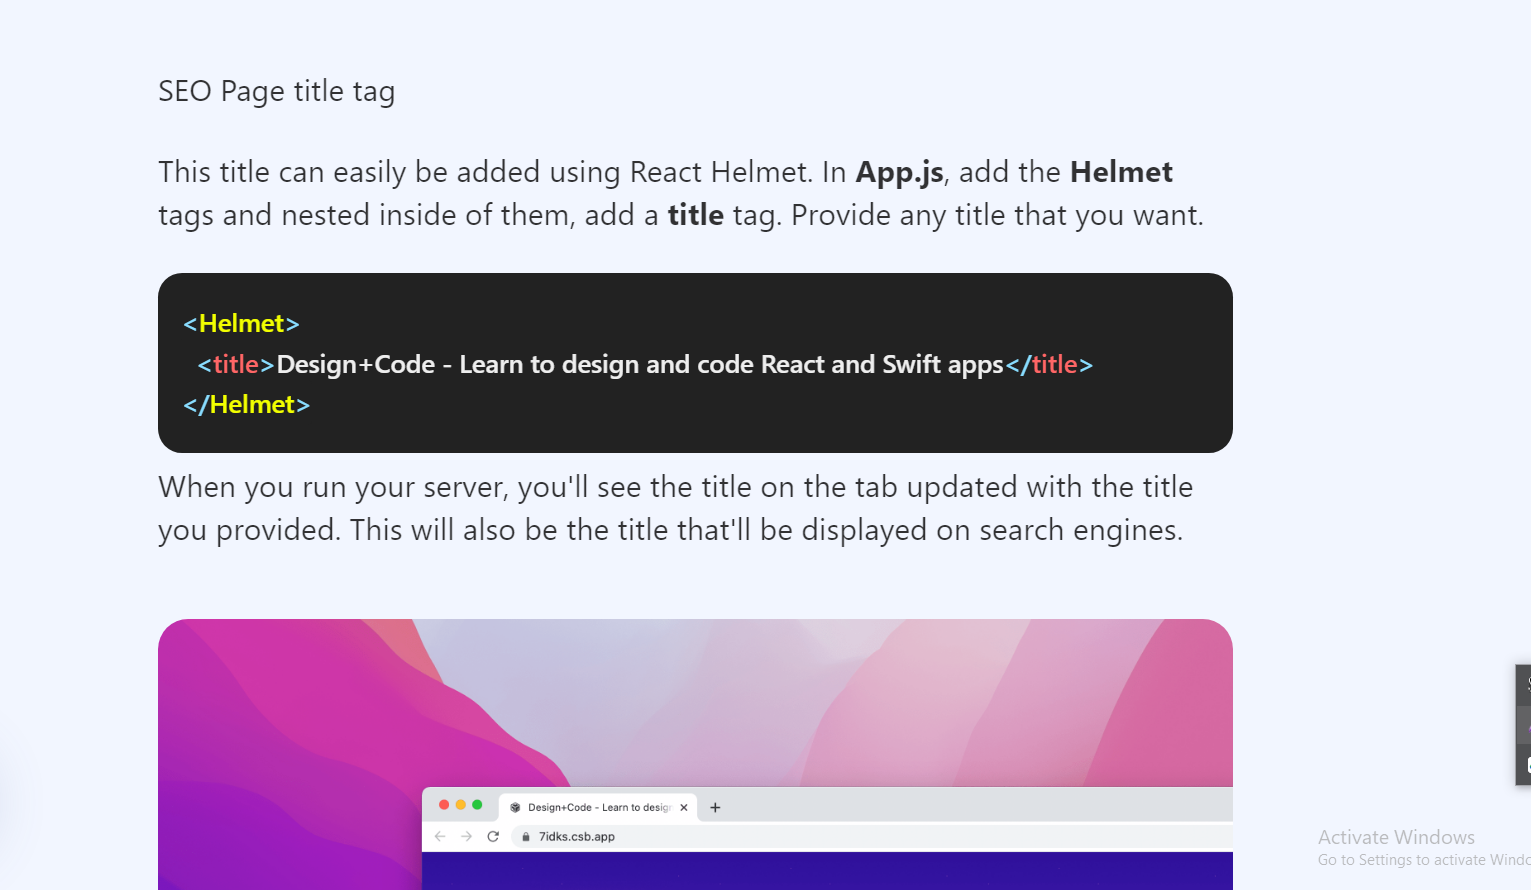 SEO Page title tag
This title can easily be added using React Helmet. In App.js, add the Helmet
tags and nested inside of them, add a title tag. Provide any title that you want.
<Helmet>
<title>Design+Code - Learn to design and code React and Swift apps</title>
</Helmet>
When you run your server, you'll see the title on the tab updated with the title
you provided. This will also be the title that'll be displayed on search engines.
Design+Code - Learn to design
7idks.csb.app
Activate Windows
Go to Settings to activate Windo